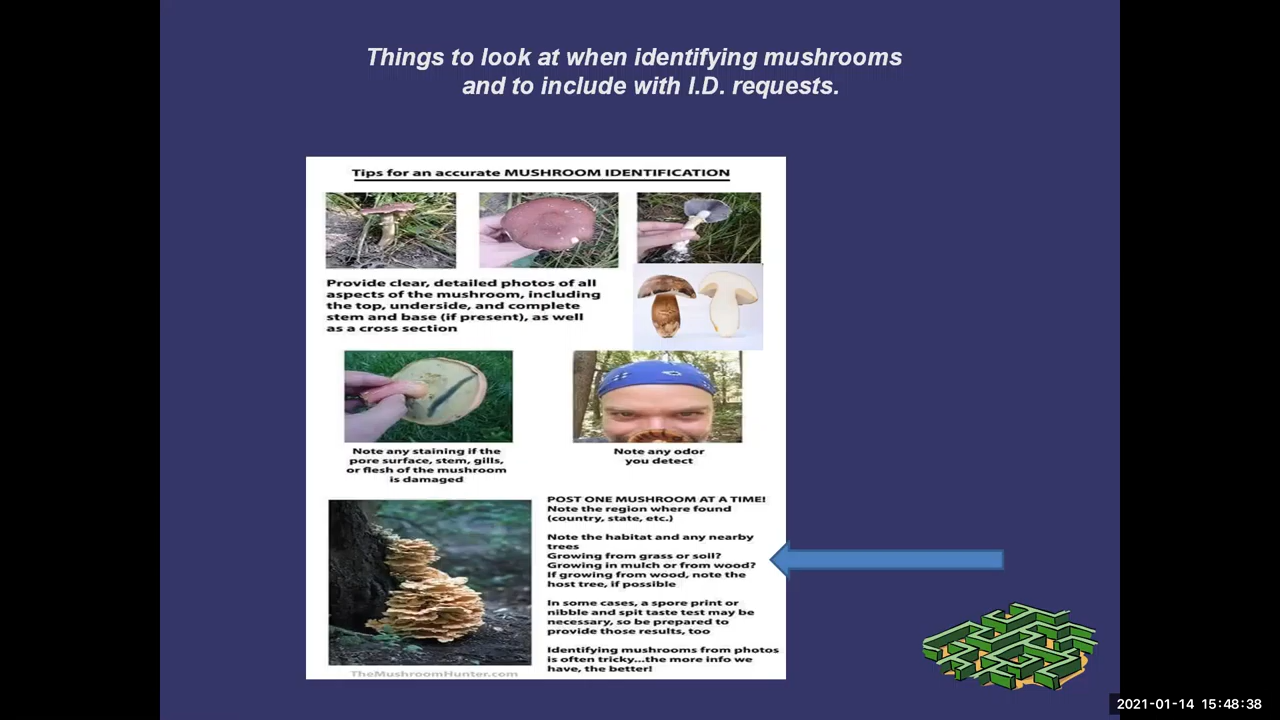 Things to look at when identifying mushrooms
and to include with I.D. requests.
Tips for an accurate MUSHROOM IDENTIFICATION
Provide clear, detailed photos of all
aspects of the mushroom, including
the top, underside, and complete
stem and base (if present), as well
as a cross section
Note any staining if the
pore surface, stem, gills,
or flesh of the mushroom
is damaged
Note any odor
you detect
POST ONE MUSHROOM AT A TIME!
Note the region where found
(country, state, etc.)
Note the habitat and any nearby
trees
Growing from grass or soil?
Growing in mulch or from wood?
If growing from wood, note the
host tree, if possible
In some cases, a spore print or
nibble and spit taste test may be
necessary, so be prepared to
provide those results, too
Identifying mushrooms from photos
is often tricky...the more info we
have, the better!
TheMushroomHunter.com
2021-01-14 15:48:38